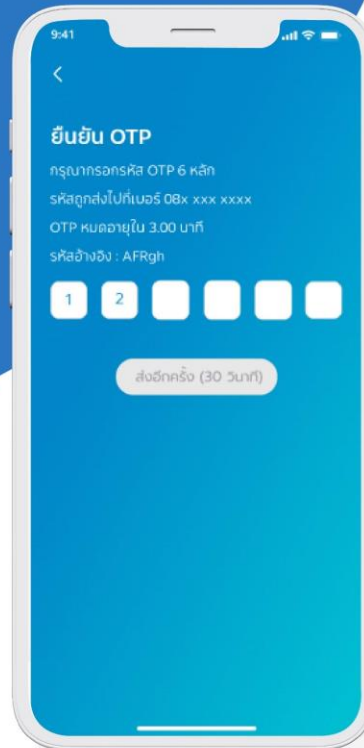 9:41
ยืนยัน OTP
กรุณากรอกรหัส OTP 6 หลัก
รหัสถูกส่งไปที่เบอร์ 08x xxx xxxx
OTP หมดอายุใน 3.00 นาที
รหัสอ้างอิง : AFRgh
1 2
ส่งอีกครั้ง (30 วินาที)